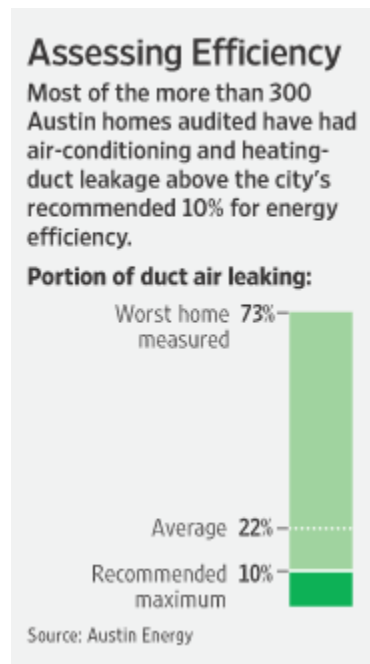 Assessing Efficiency
Most of the more than 300
Austin homes audited have had
air-conditioning and heating-
duct leakage above the city's
recommended 10% for energy
efficiency.
Portion of duct air leaking:
Worst home 73%
measured
Average 22%
Recommended 10%
maximum
Source: Austin Energy